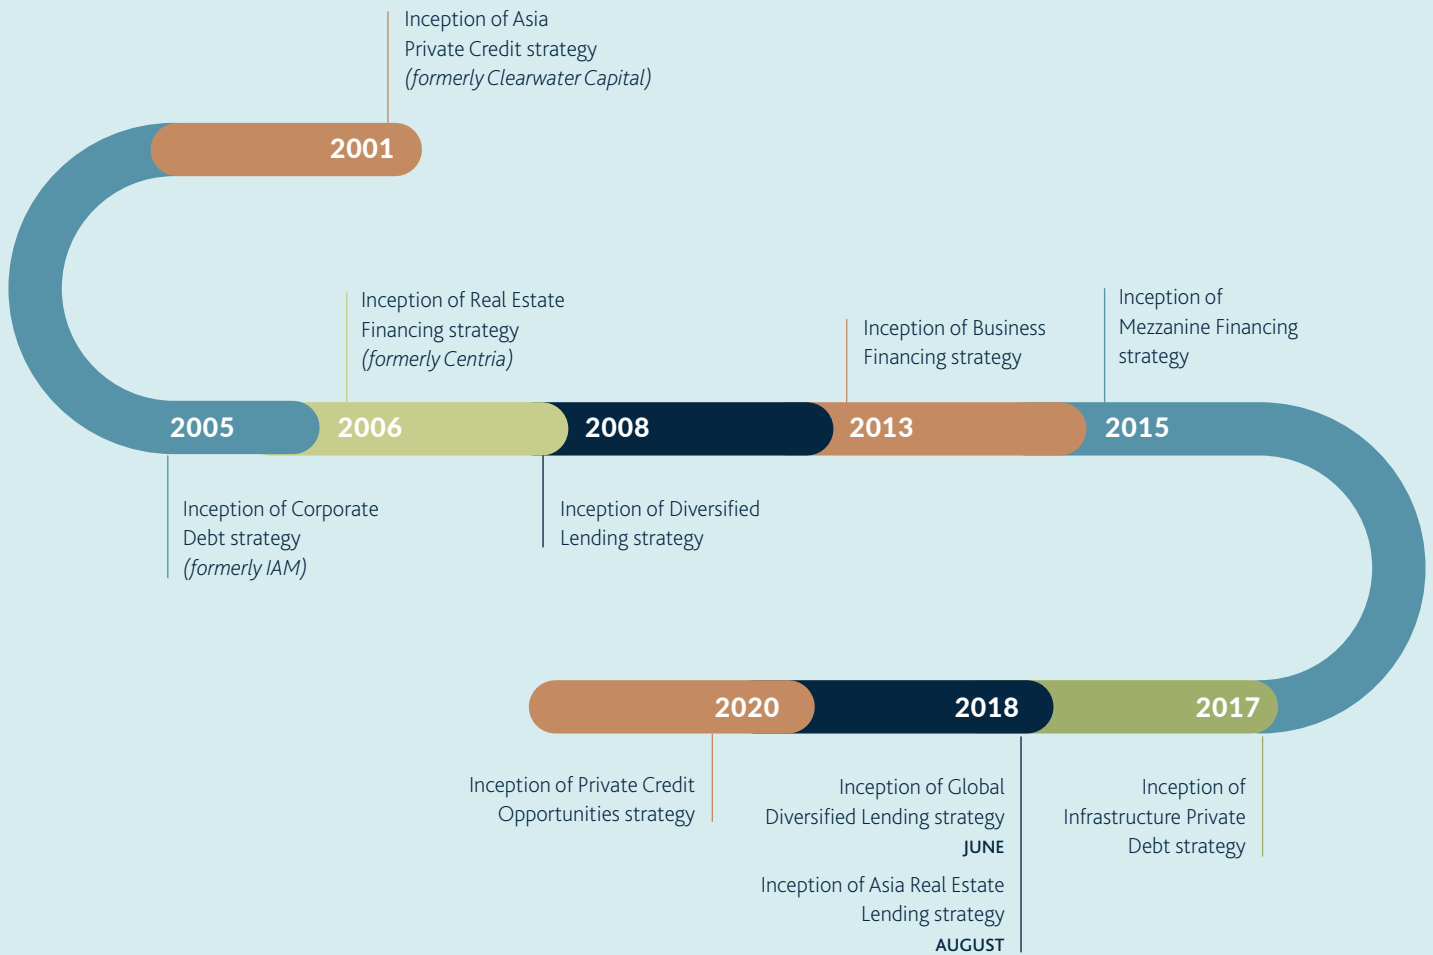 Inception of Asia
Private Credit strategy
(formerly Clearwater Capital)
2001
Inception of Real Estate
Financing strategy
(formerly Centria)
Inception of Business
Financing strategy
Inception of
Mezzanine Financing
strategy
2005
2006
2008
2013
2015
Inception of Corporate
Debt strategy
(formerly IAM)
Inception of Diversified
Lending strategy
2020
2018
2017
Inception of Private Credit
Opportunities strategy
Inception of Global
Diversified Lending strategy
JUNE
Inception of Asia Real Estate
Lending strategy
AUGUST
Inception of
Infrastructure Private
Debt strategy